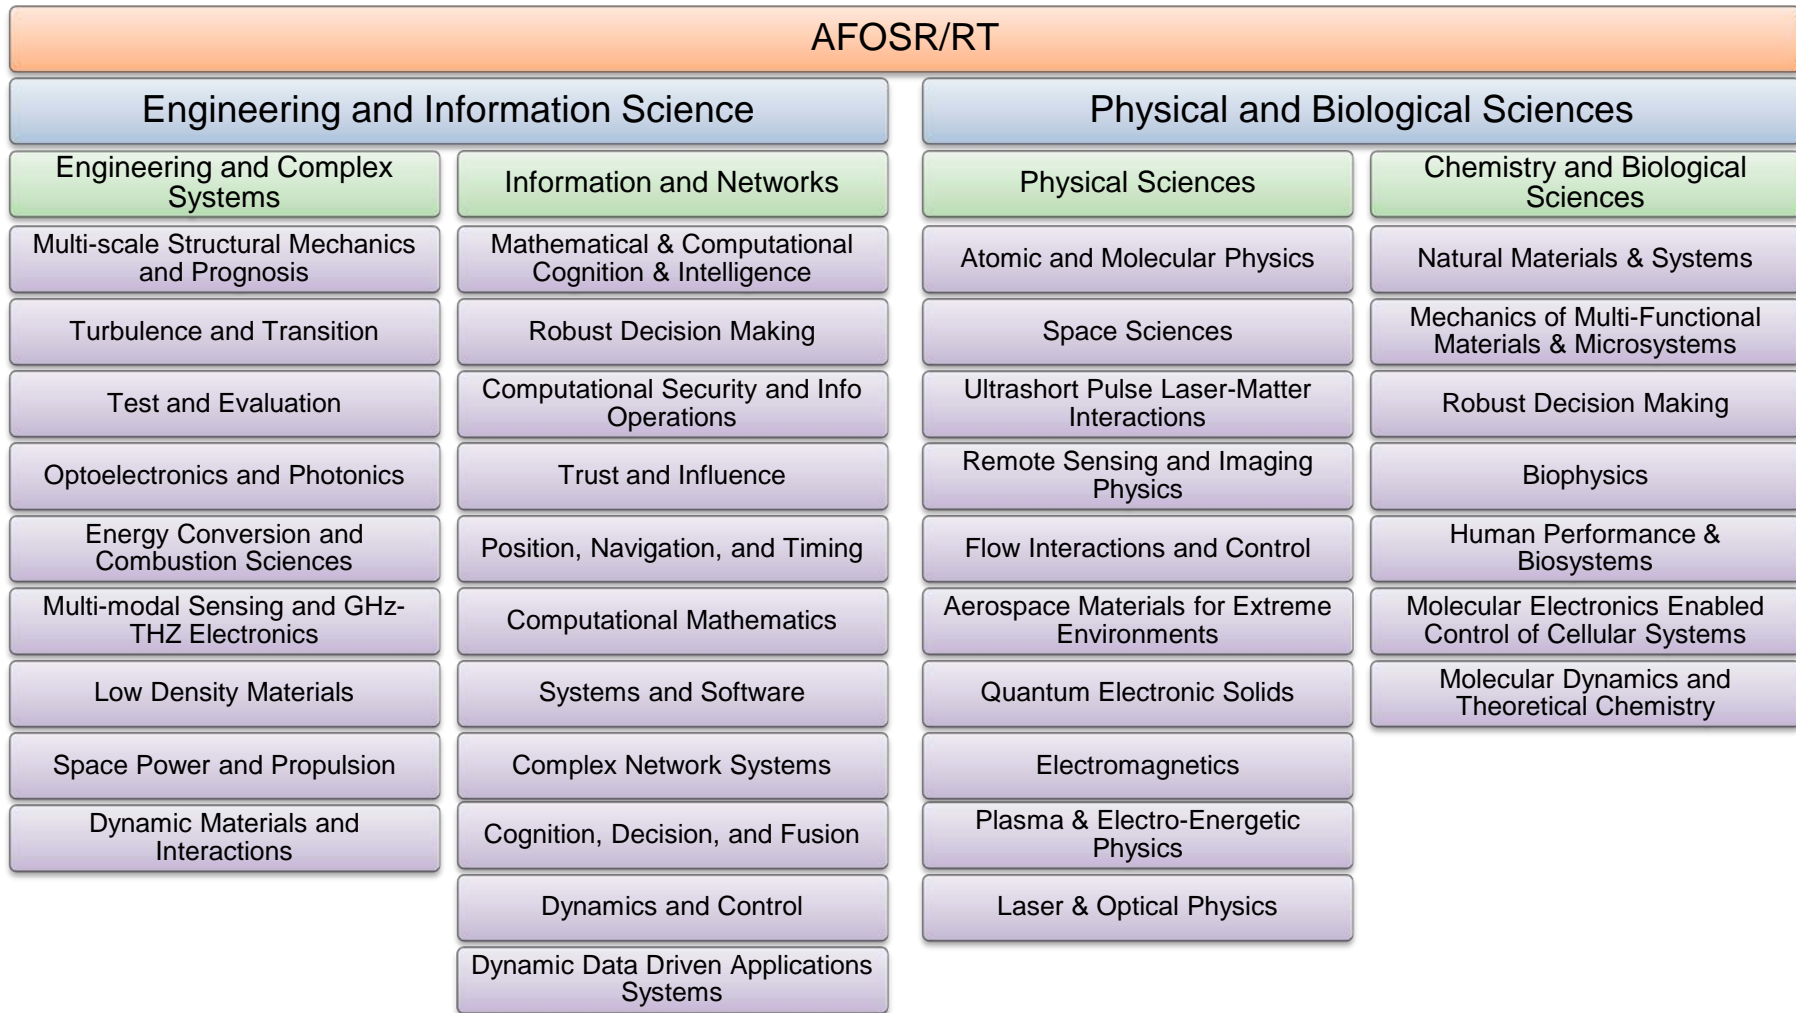 AFOSR/RT
Engineering and Information Science
Physical and Biological Sciences
Engineering and Complex
Systems
Multi-scale Structural Mechanics
and Prognosis
Turbulence and Transition
Test and Evaluation
Optoelectronics and Photonics
Energy Conversion and
Combustion Sciences
Multi-modal Sensing and GHz-
THZ Electronics
Low Density Materials
Space Power and Propulsion
Dynamic Materials and
Interactions
Information and Networks
Mathematical & Computational
Cognition & Intelligence
Robust Decision Making
Computational Security and Info
Operations
Trust and Influence
Position, Navigation, and Timing
Computational Mathematics
Systems and Software
Complex Network Systems
Cognition, Decision, and Fusion
Dynamics and Control
Dynamic Data Driven Applications
Systems
Physical Sciences
Atomic and Molecular Physics
Space Sciences
Ultrashort Pulse Laser-Matter
Interactions
Remote Sensing and Imaging
Physics
Flow Interactions and Control
Aerospace Materials for Extreme
Environments
Quantum Electronic Solids
Electromagnetics
Plasma & Electro-Energetic
Physics
Laser & Optical Physics
Chemistry and Biological
Sciences
Natural Materials & Systems
Mechanics of Multi-Functional
Materials & Microsystems
Robust Decision Making
Biophysics
Human Performance &
Biosystems
Molecular Electronics Enabled
Control of Cellular Systems
Molecular Dynamics and
Theoretical Chemistry